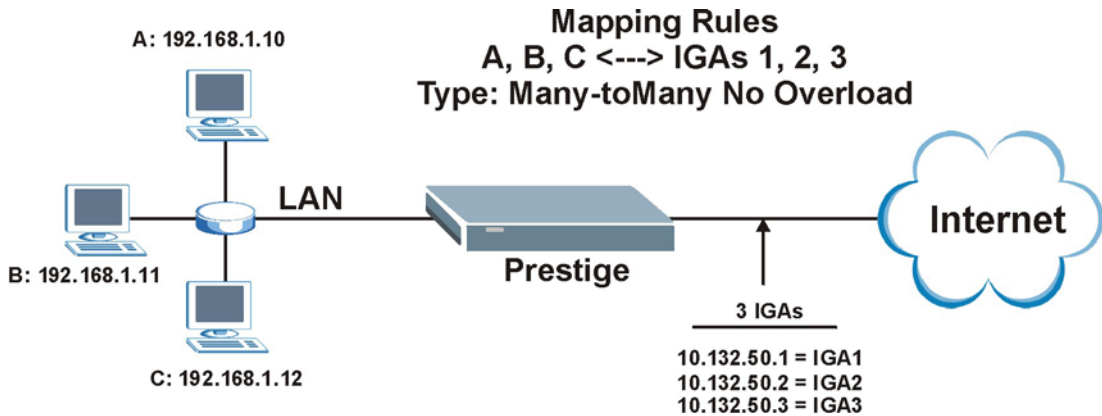 Mapping Rules
A, B, C <---> IGAs 1, 2, 3
Type: Many-toMany No Overload
A: 192.168.1.10
LAN
B: 192.168.1.11
C: 192.168.1.12
Prestige
Internet
3 IGAs
10.132.50.1 = IGA1
10.132.50.2 = IGA2
10.132.50.3 = IGA3